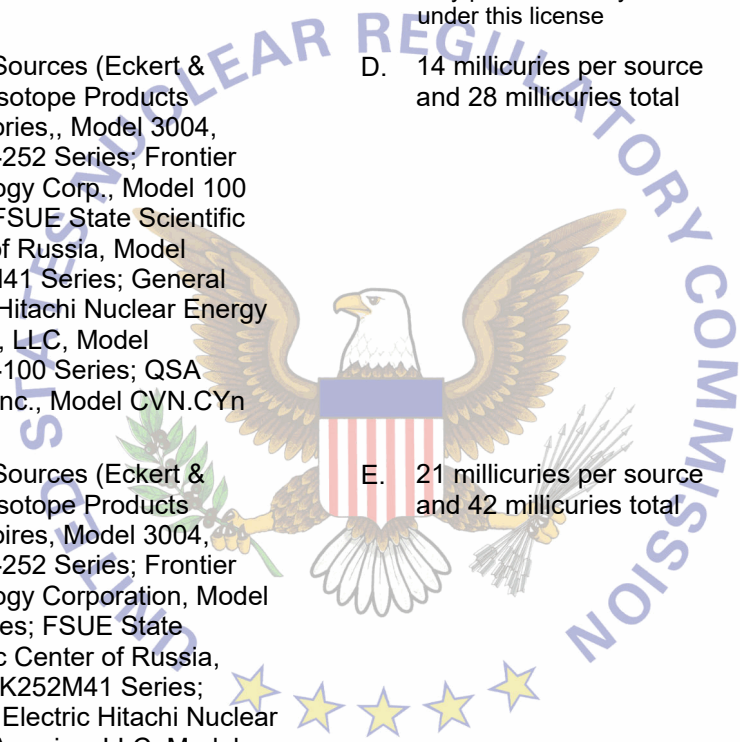 under this license
Sources (Eckert &
sotope Products
ories,, Model 3004,
-252 Series; Frontier
ogy Corp., Model 100
FSUE State Scientific
of Russia, Model
M41 Series; General
Hitachi Nuclear Energy
, LLC, Model
-100 Series; QSA
nc., Model CVN.CYn
D. 14 millicuries per source
and 28 millicuries total
Sources (Eckert &
sotope Products
oires, Model 3004,
-252 Series; Frontier
ogy Corporation, Model
es; FSUE State
c Center of Russia,
K252M41 Series;
Electric Hitachi Nuclear
E. 21 millicuries per source
and 42 millicuries total
UNITED STATES NUCLEAR REGULATORY COMMISSION